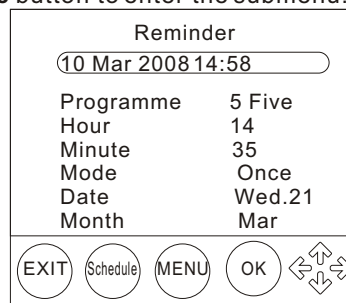 button to enter the submenu.
Reminder
10 Mar 2008 14:58
Programme 5 Five
Hour 14
Minute 35
Mode Once
Date Wed.21
Month Mar
EXIT Schedule MENU OK